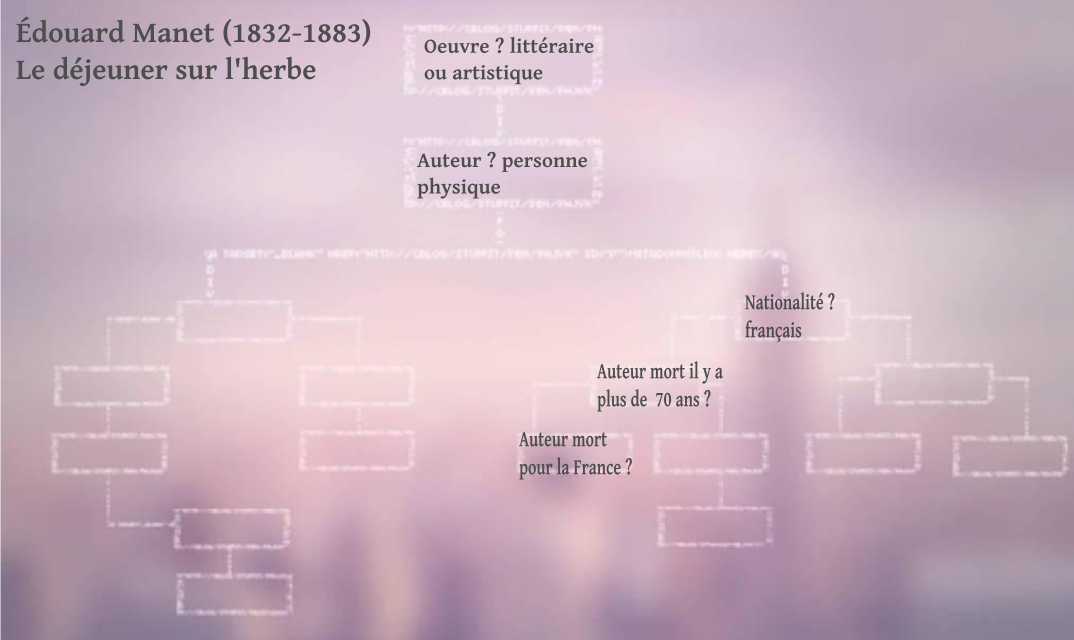 Édouard Manet (1832-1883)
Le déjeuner sur l'herbe
Oeuvre ? littéraire
ou artistique
Auteur ? personne
physique
Nationalité ?
français
Auteur mort il y a
plus de 70 ans ?
Auteur mort
pour la France ?